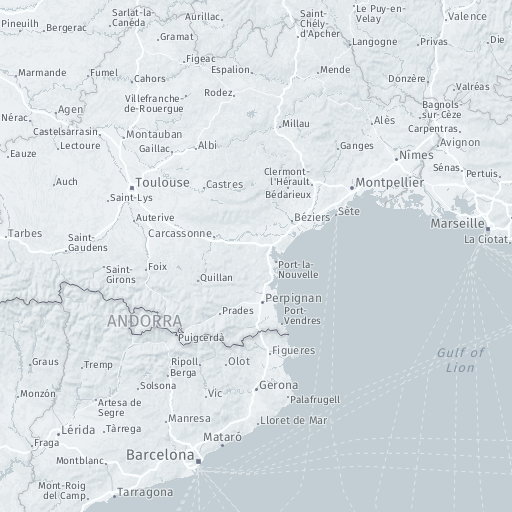 Sarlat-la-
Canéda
Aurillac
Saint-
Chély-
d'Apcher
Le Puy-en-
Velay
Valence
Pineuilh
Bergerac
Gramat
Langogne
Privas
Die
Figeac
Espalion
Mende
Marmande
Fumel
Cahors
Donzère
Valréas
Rodez
Villefranche-
de-Rouergue
Agen
Nérac
Bagnols-
sur-Cèze
Millau
Alès
Castelsarrasin
Montauban
Carpentras
Lectoure
Gaillac
Albi
Ganges
Avignon
Eauze
Nîmes
Sénas
Pertuis
Clermont-
l'Hérault
Auch
Toulouse
Castres
Montpellier
Bédarieux
Saint-Lys
Sète
Béziers
Auterive
Marseille
Tarbes
Carcassonne
La Ciotat
Saint-
Gaudens
Saint-
Girons
Foix
Port-la-
Nouvelle
Quillan
Perpignan
Prades
Port-
Vendres
ANDORRA
Puigcerdà
Figueres
Gulf of
Lion
Graus
Tremp
Ripoll
Olot
Berga
Solsona
Gerona
Monzón
Vic
Palafrugell
Artesa de
Segre
Manresa
Lloret de Mar
Lérida
Tàrrega
Fraga
Mataró
Montblanc
Barcelona
Mont-Roig
del Camp
Tarragona